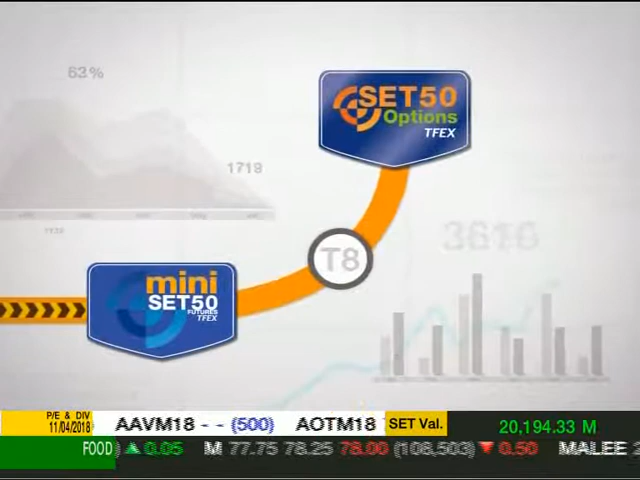 63%
SET50
Options
TFEX
1719
T8
mini
SET50
FUTURES
TFEX
P/E & DIV
11/04/2018
AAVM18 - - (500) AOTM18
SET Val.
20,194.33 M
FOOD ) ▲ 0.05 M 77.75 78.25 78.00 (108,503) ▼ 0.50 MALEE